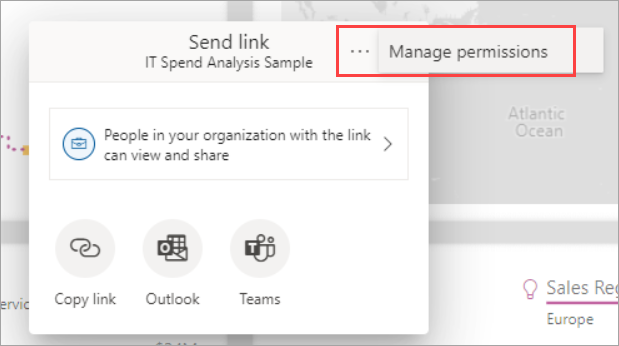 Send link
IT Spend Analysis Sample
... Manage permissions
People in your organization with the link
can view and share
Copy link
Outlook
Teams
Atlantic
Ocean
Sales Reg
Europe